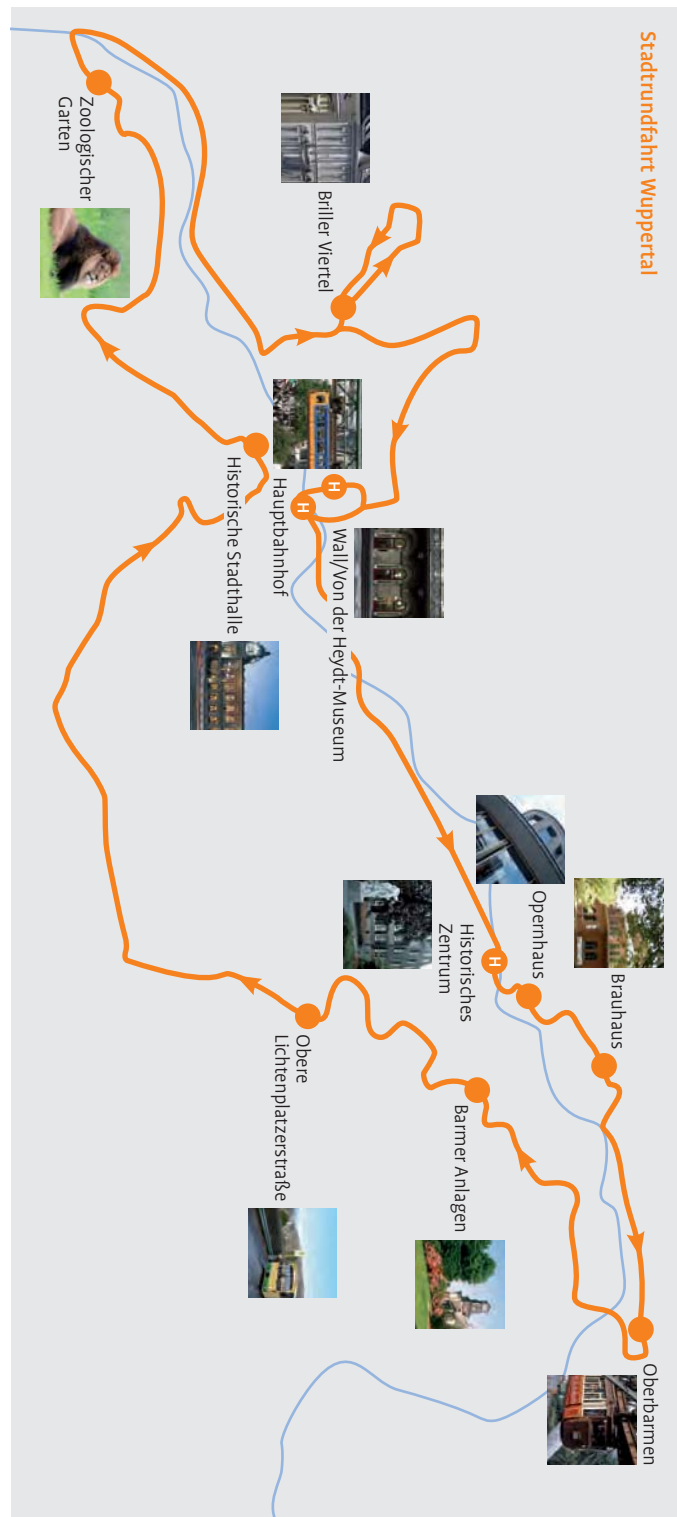 Stadtrundfahrt Wuppertal
Briller Viertel
Zoologischer
Garten
H
H
Wall/Von der Heydt-Museum
Hauptbahnhof
Historische Stadthalle
Brauhaus
Opernhaus
H
Historisches
Zentrum
Oberbarmen
Barmer Anlagen
Obere
Lichtenplatzerstraße